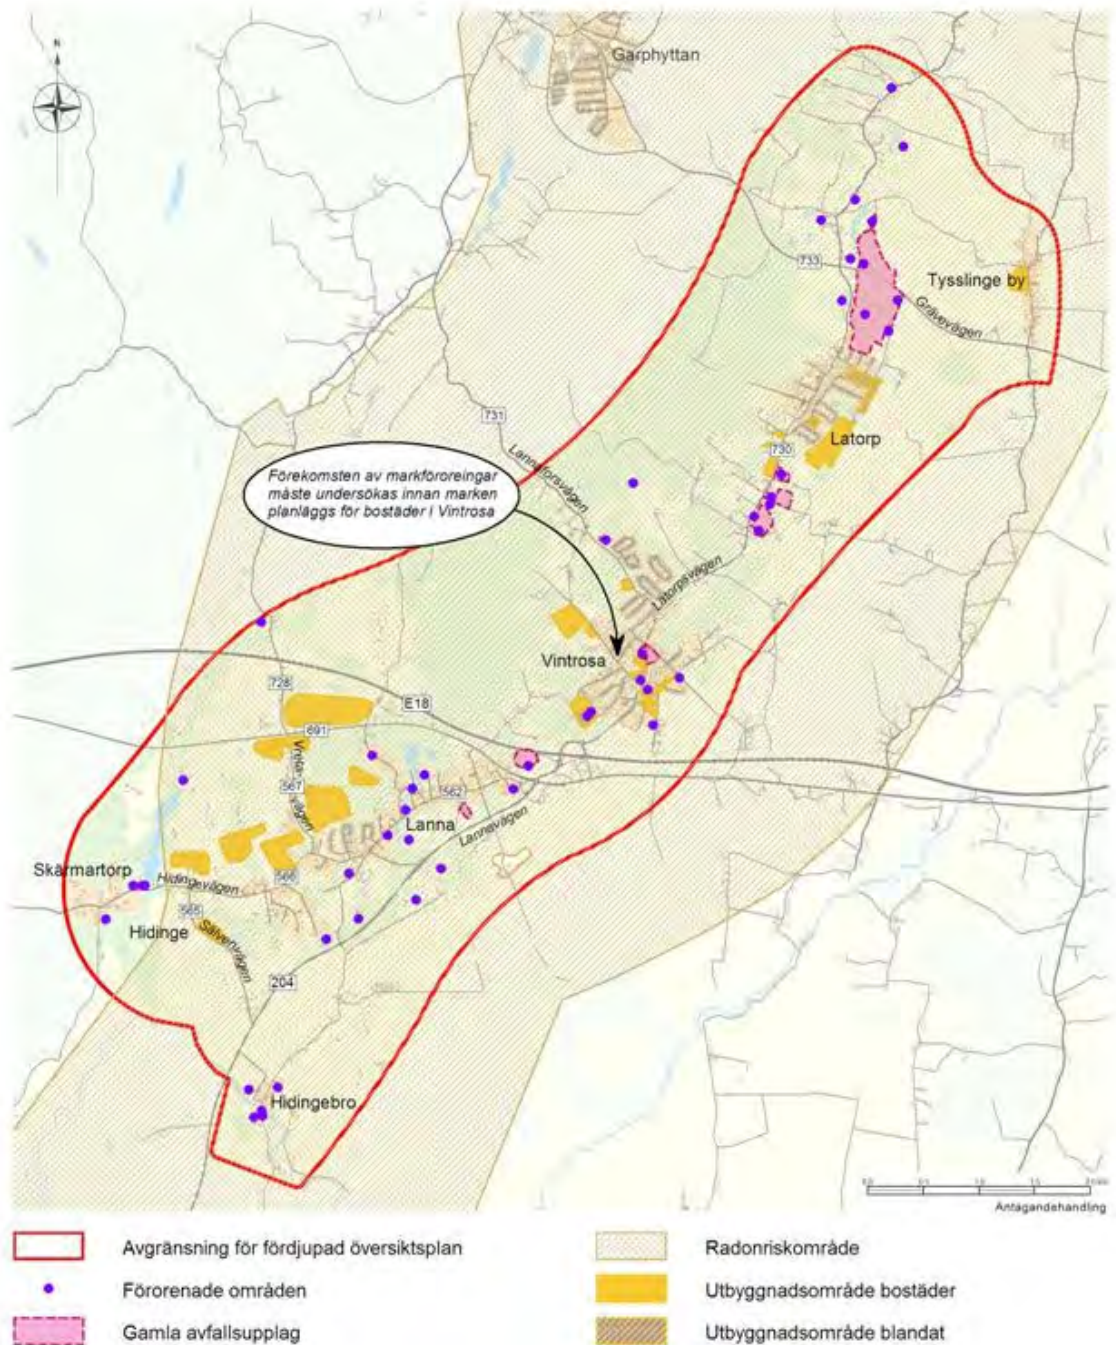 N
Garphyttan
733
Tysslinge by
Grävevägen
731
Lannaforsvägen
730
Latorp
Förekomsten av markföroreingar
måste undersökas innan marken
planläggs för bostäder i Vintrosa
Latorpsvägen
Vintrosa
728
E18
691
567
562
Lanna
Lannavägen
Skärmartorp
Hidingevägen
566
565
Hidinge
Sälvenvägen
204
Hidingebro
Antagandehandling
Avgränsning för fördjupad översiktsplan
Förorenade områden
Gamla avfallsupplag
Radonriskområde
Utbyggnadsområde bostäder
Utbyggnadsområde blandat